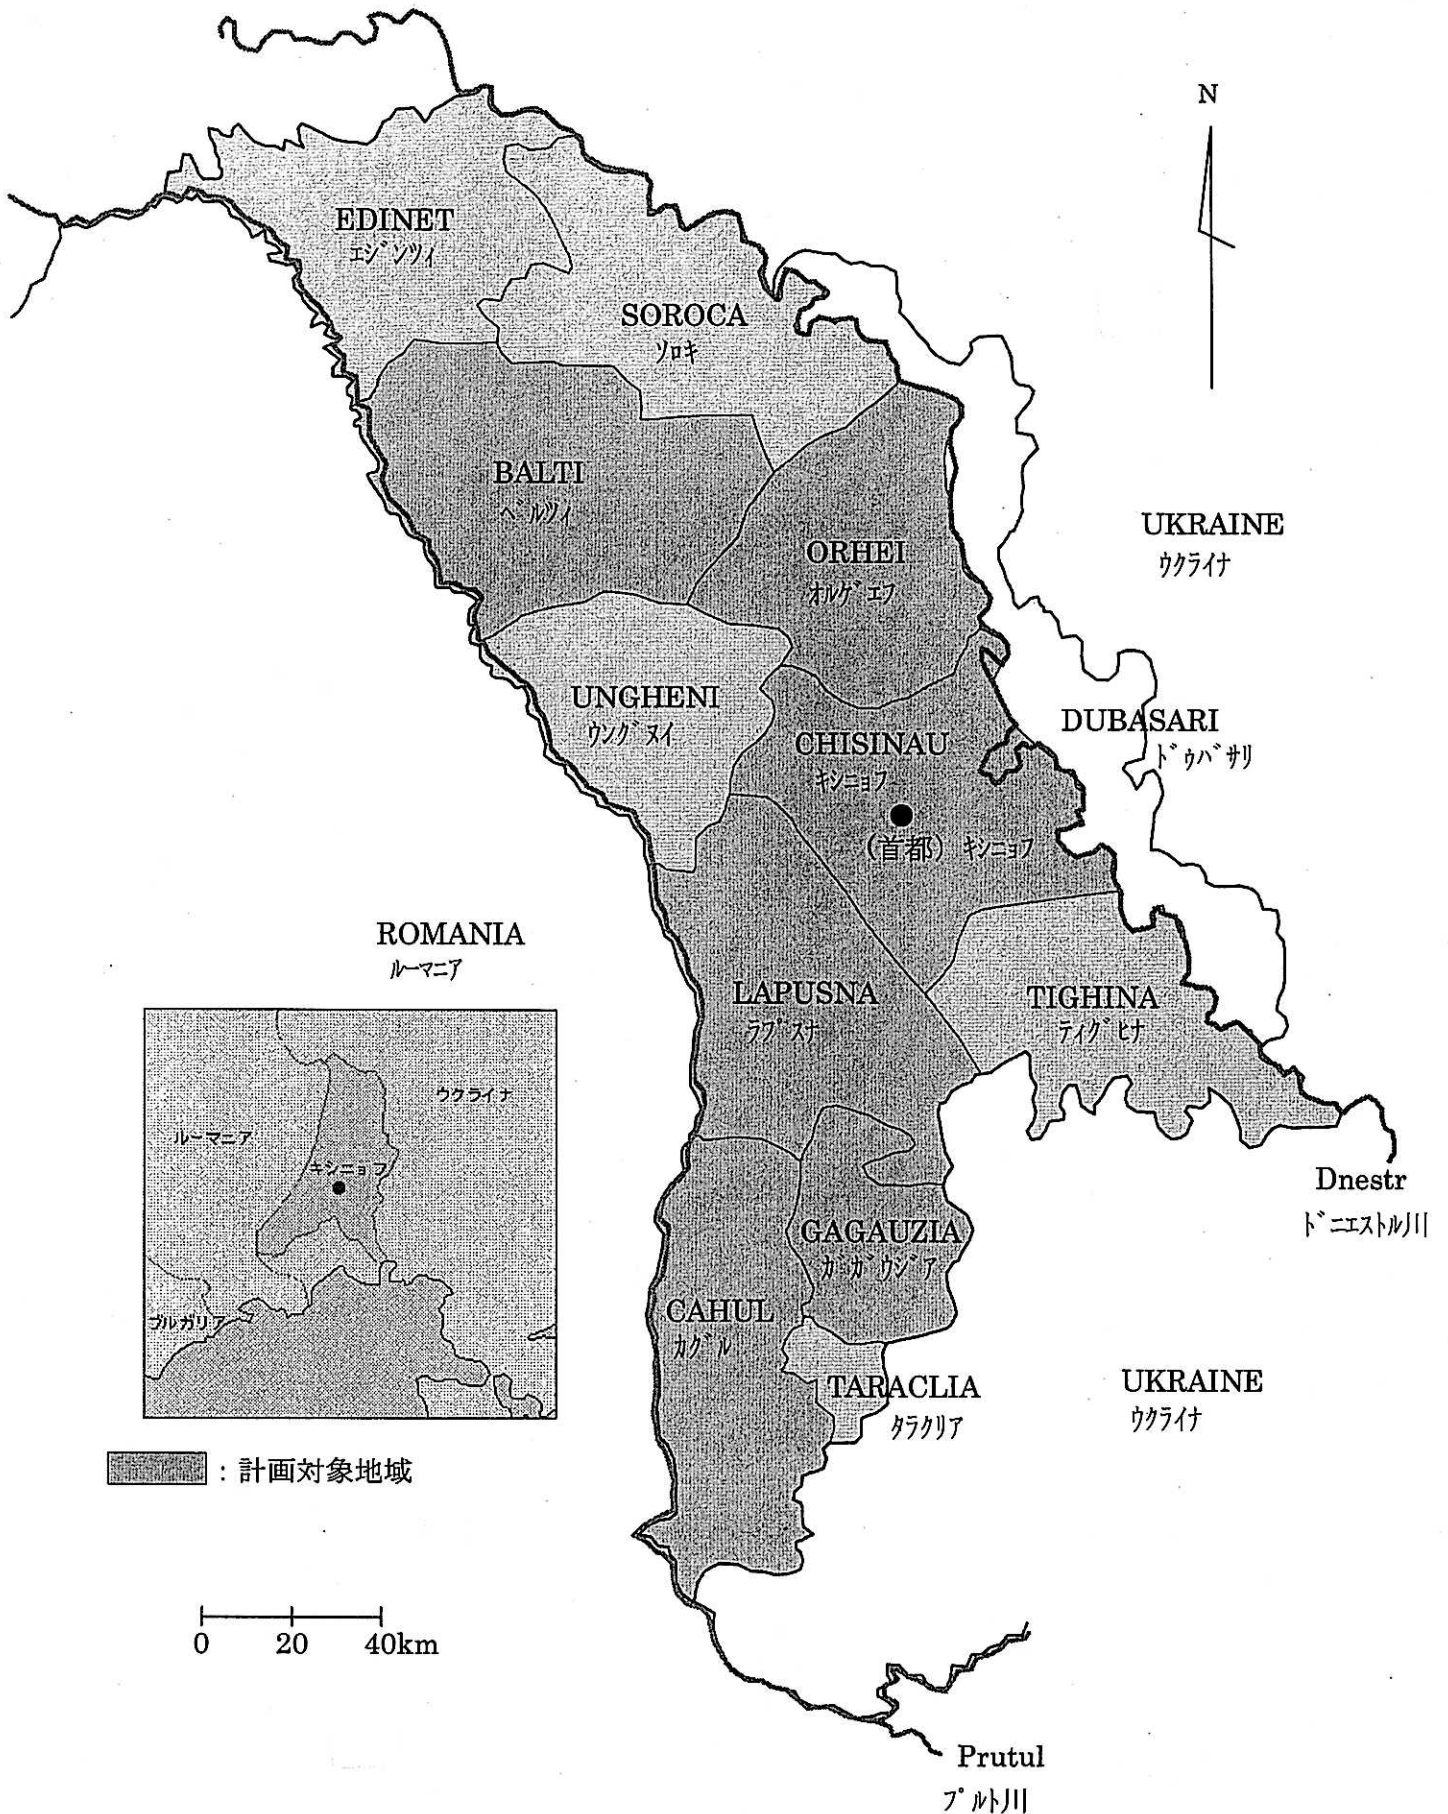 N
EDINET
エジンツィ
SOROCA
ソロキ
BALTI
ベルツィ
ORHEI
オルゲエフ
UKRAINE
ウクライナ
UNGHENI
ウングヌイ
CHISINAU
キシニョフ
DUBASARI
ドゥバサリ
(首都) キシニョフ
ROMANIA
ルーマニア
LAPUSNA
ラプスナ
TIGHINA
ティグヒナ
ウクライナ
ルーマニア
キシニョフ
ブルガリア
Dnestr
ドニエストル川
GAGAUZIA
カガウジア
CAHUL
カグル
TARACLIA
タラクリア
UKRAINE
ウクライナ
：計画対象地域
0 20 40km
Prutul
プルト川